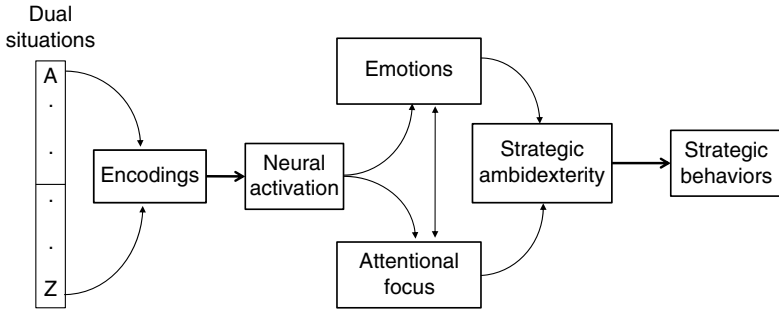 Dual
situations
A
.
.
.
.
Z
Encodings
Neural
activation
Emotions
Attentional
focus
Strategic
ambidexterity
Strategic
behaviors